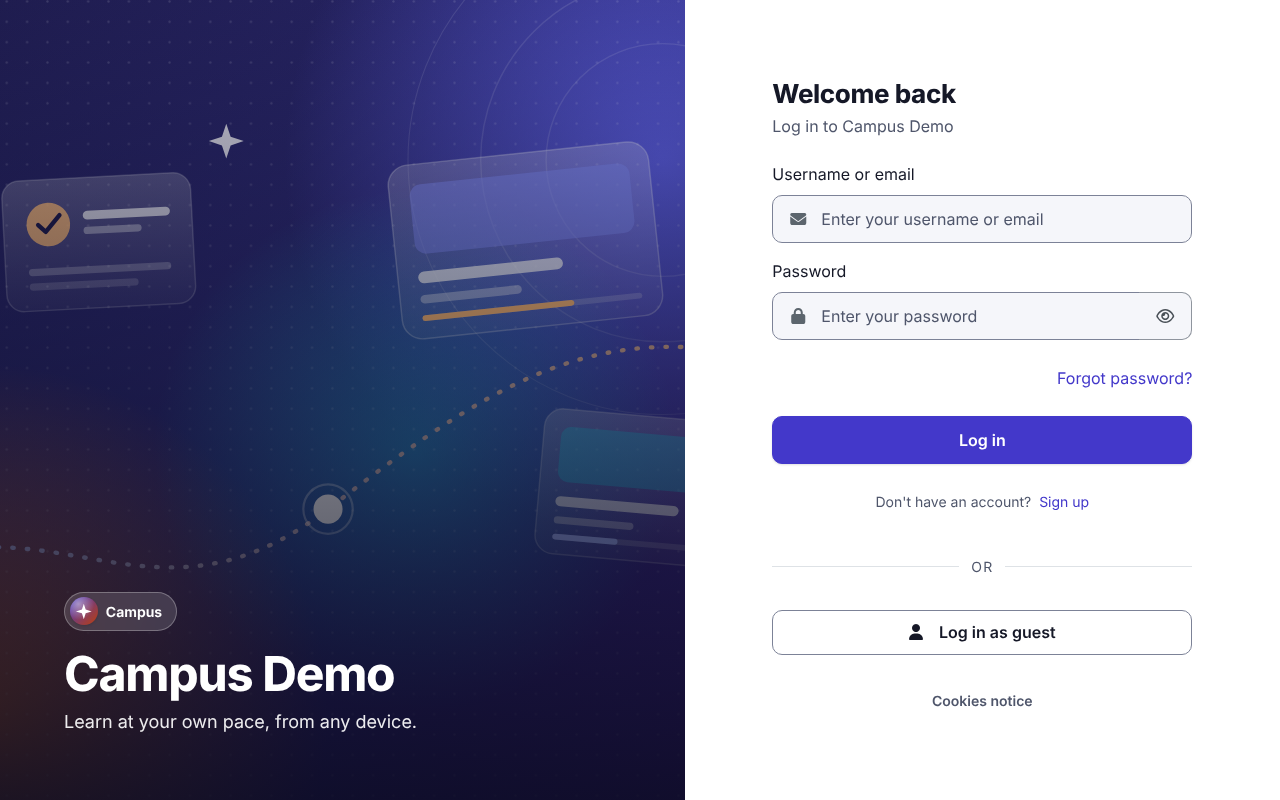 Campus
Campus Demo
Learn at your own pace, from any device.
Welcome back
Log in to Campus Demo
Username or email
Enter your username or email
Password
Enter your password
Forgot password?
Log in
Don't have an account? Sign up
OR
Log in as guest
Cookies notice